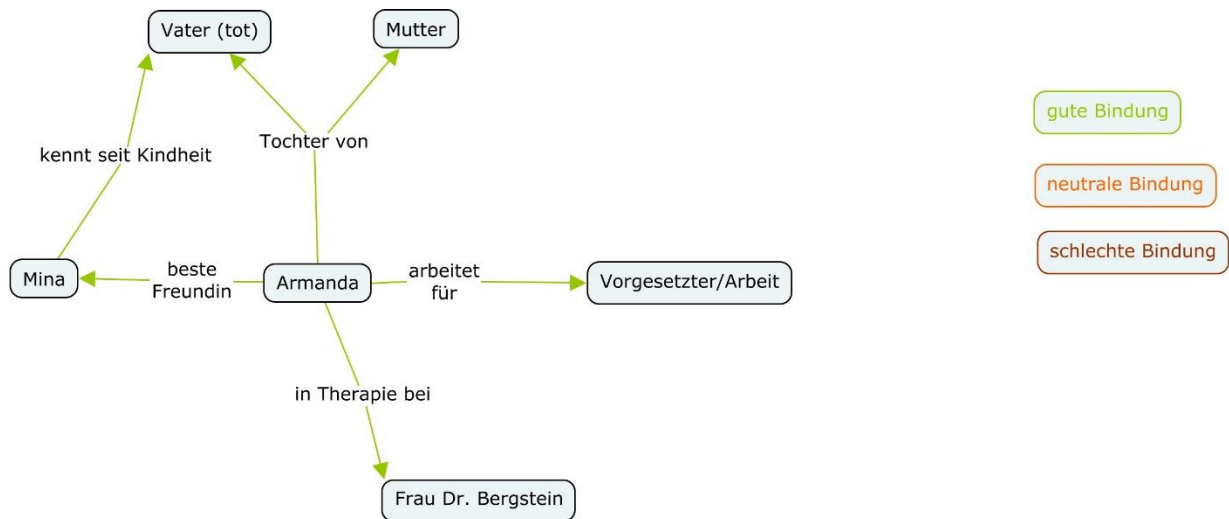 Vater (tot)
Mutter
gute Bindung
kennt seit Kindheit
Tochter von
neutrale Bindung
schlechte Bindung
Mina
beste
Freundin
Armanda
arbeitet
für
Vorgesetzter/Arbeit
in Therapie bei
Frau Dr. Bergstein